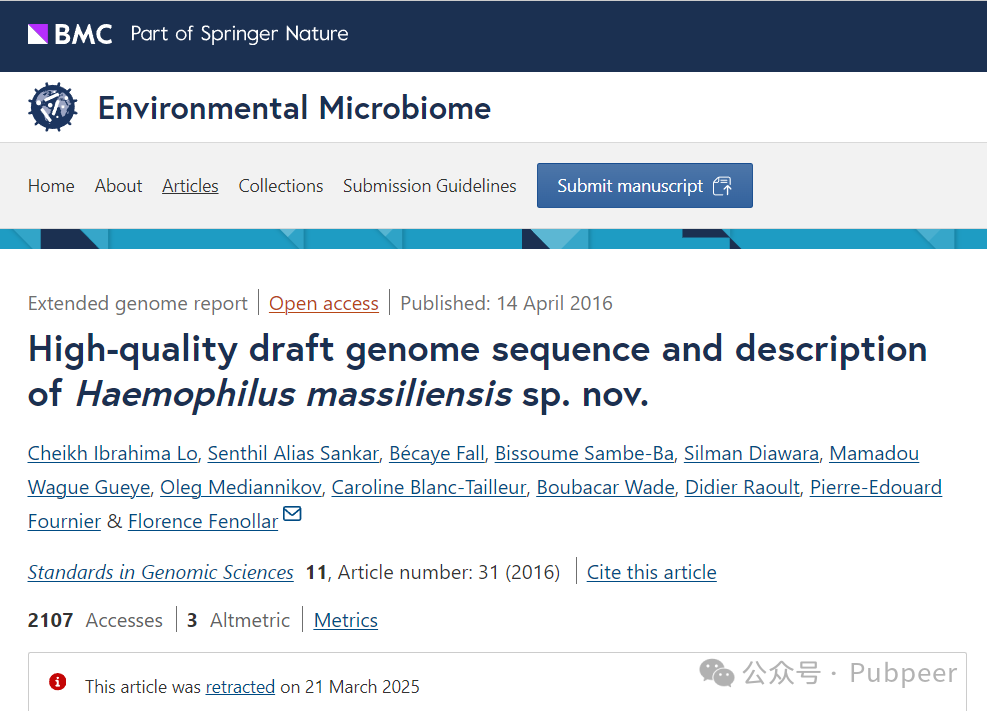 BMC Part of Springer Nature
Environmental Microbiome
Home About Articles Collections Submission Guidelines Submit manuscript
Extended genome report Open access Published: 14 April 2016
High-quality draft genome sequence and description
of Haemophilus massiliensis sp. nov.
Cheikh Ibrahima Lo, Senthil Alias Sankar, Bécaye Fall, Bissoume Sambe-Ba, Silman Diawara, Mamadou
Wague Gueye, Oleg Mediannikov, Caroline Blanc-Tailleur, Boubacar Wade, Didier Raoult, Pierre-Edouard
Fournier & Florence Fenollar
Standards in Genomic Sciences 11, Article number: 31 (2016) Cite this article
2107 Accesses 3 Altmetric Metrics
This article was retracted on 21 March 2025
公众号 · Pubpeer